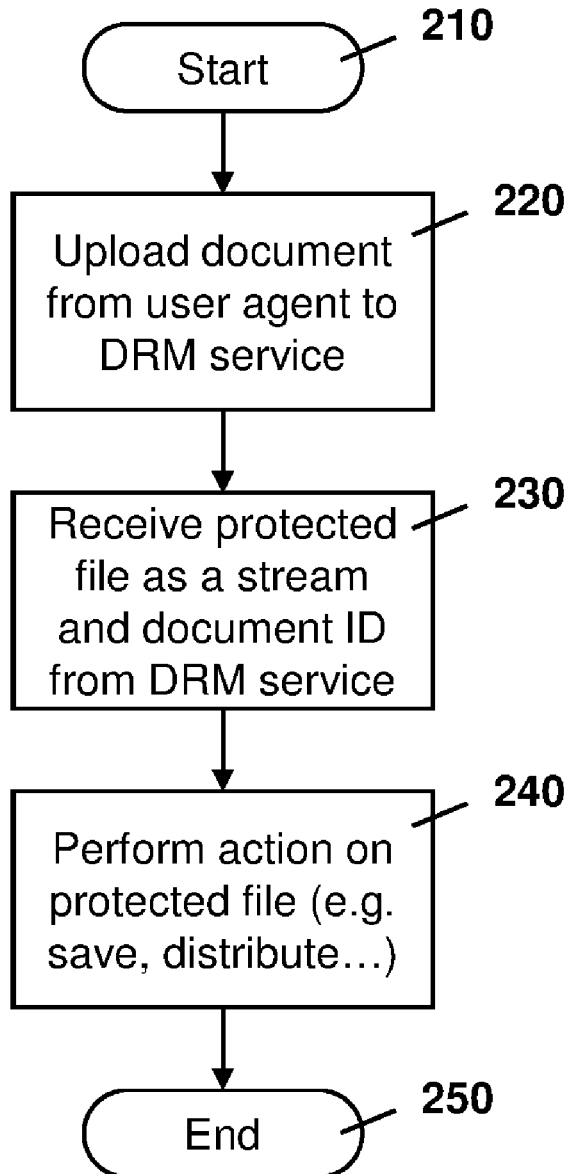 210
Start
220
Upload document
from user agent to
DRM service
230
Receive protected
file as a stream
and document ID
from DRM service
240
Perform action on
protected file (e.g.
save, distribute…)
250
End